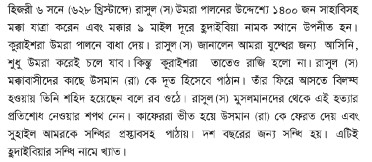 হিজরী ৬ সনে (৬২৮ খ্রিস্টাব্দে) রাসুল (স) উমরা পালনের উদ্দেশ্যে ১৪০০ জন সাহাবিসহ
মক্কা যাত্রা করেন এবং মক্কার ৯ মাইল দূরে হুদাইবিয়া নামক স্থানে উপনীত হন।
কুরাইশরা উমরা পালনে বাধা দেয়। রাসুল(স) জানালেন আমরা যুদ্ধের জন্য আসিনি,
শুধু উমরা করেই চলে যাব। কিন্তু কুরাইশরা তাতেও রাজি হলো না। রাসুল (স)
মক্কাবাসীদের কাছে উসমান (রা) কে দূত হিসেবে পাঠান। তাঁর ফিরে আসতে বিলম্ব
হওয়ায় তিনি শহিদ হয়েছেন বলে রব ওঠে। রাসুল(স) মুসলমানদের থেকে এই হত্যার
প্রতিশোধ নেওয়ার শপথ নেন। কাফেররা ভীত হয়ে উসমান (রা) কে ফেরত দেয় এবং
সুহাইল আমরকে সন্ধির প্রস্তাবসহ পাঠায়। দশ বছরের জন্য সন্ধি হয়। এটিই
হুদাইবিয়ার সন্ধি নামে খ্যাত।